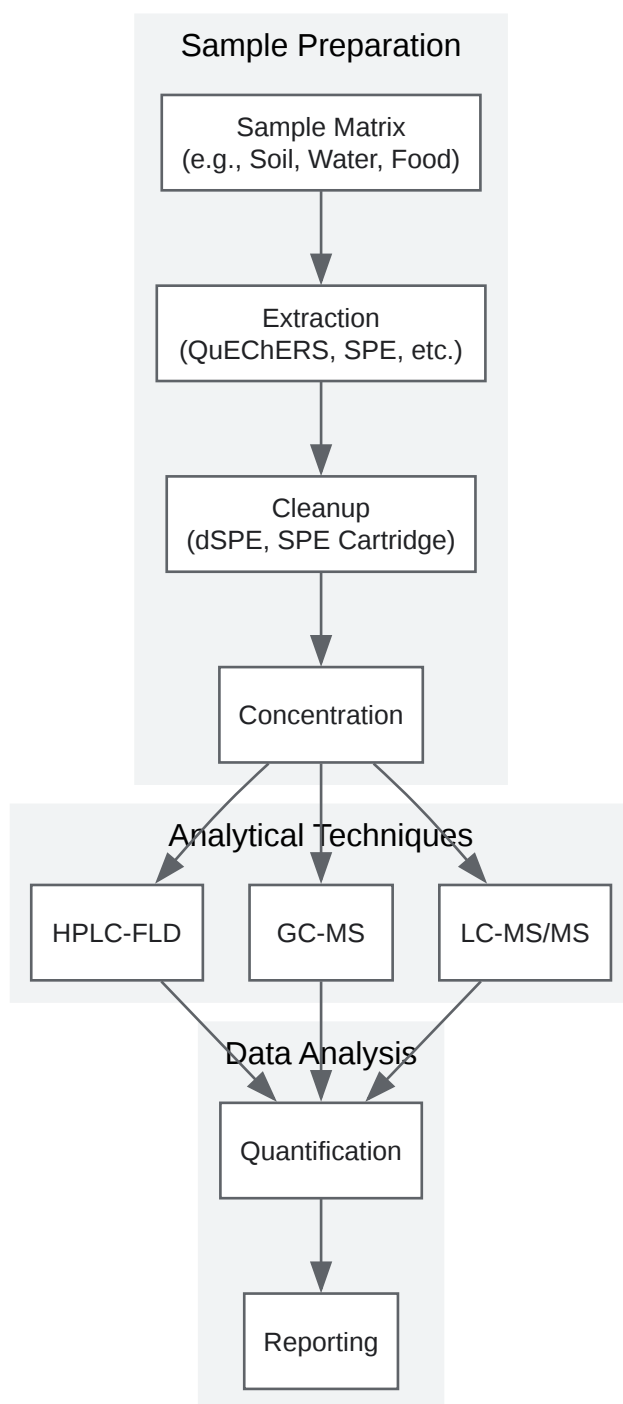 Sample Preparation
Sample Matrix
(e.g., Soil, Water, Food)
Extraction
(QuEChERS, SPE, etc.)
Cleanup
(dSPE, SPE Cartridge)
Concentration
Analytical Techniques
HPLC-FLD
GC-MS
LC-MS/MS
Data Analysis
Quantification
Reporting